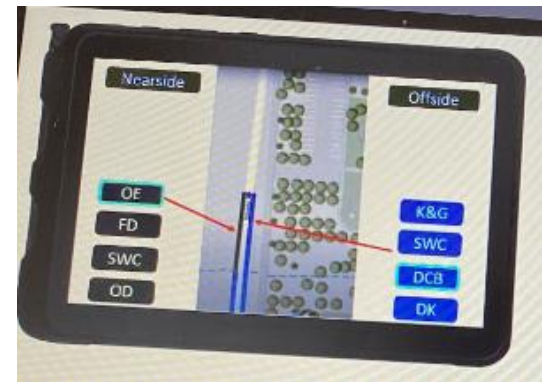 Nearside
Offside
OE
FD
SWC
OD
K&G
SWC
DCB
DK